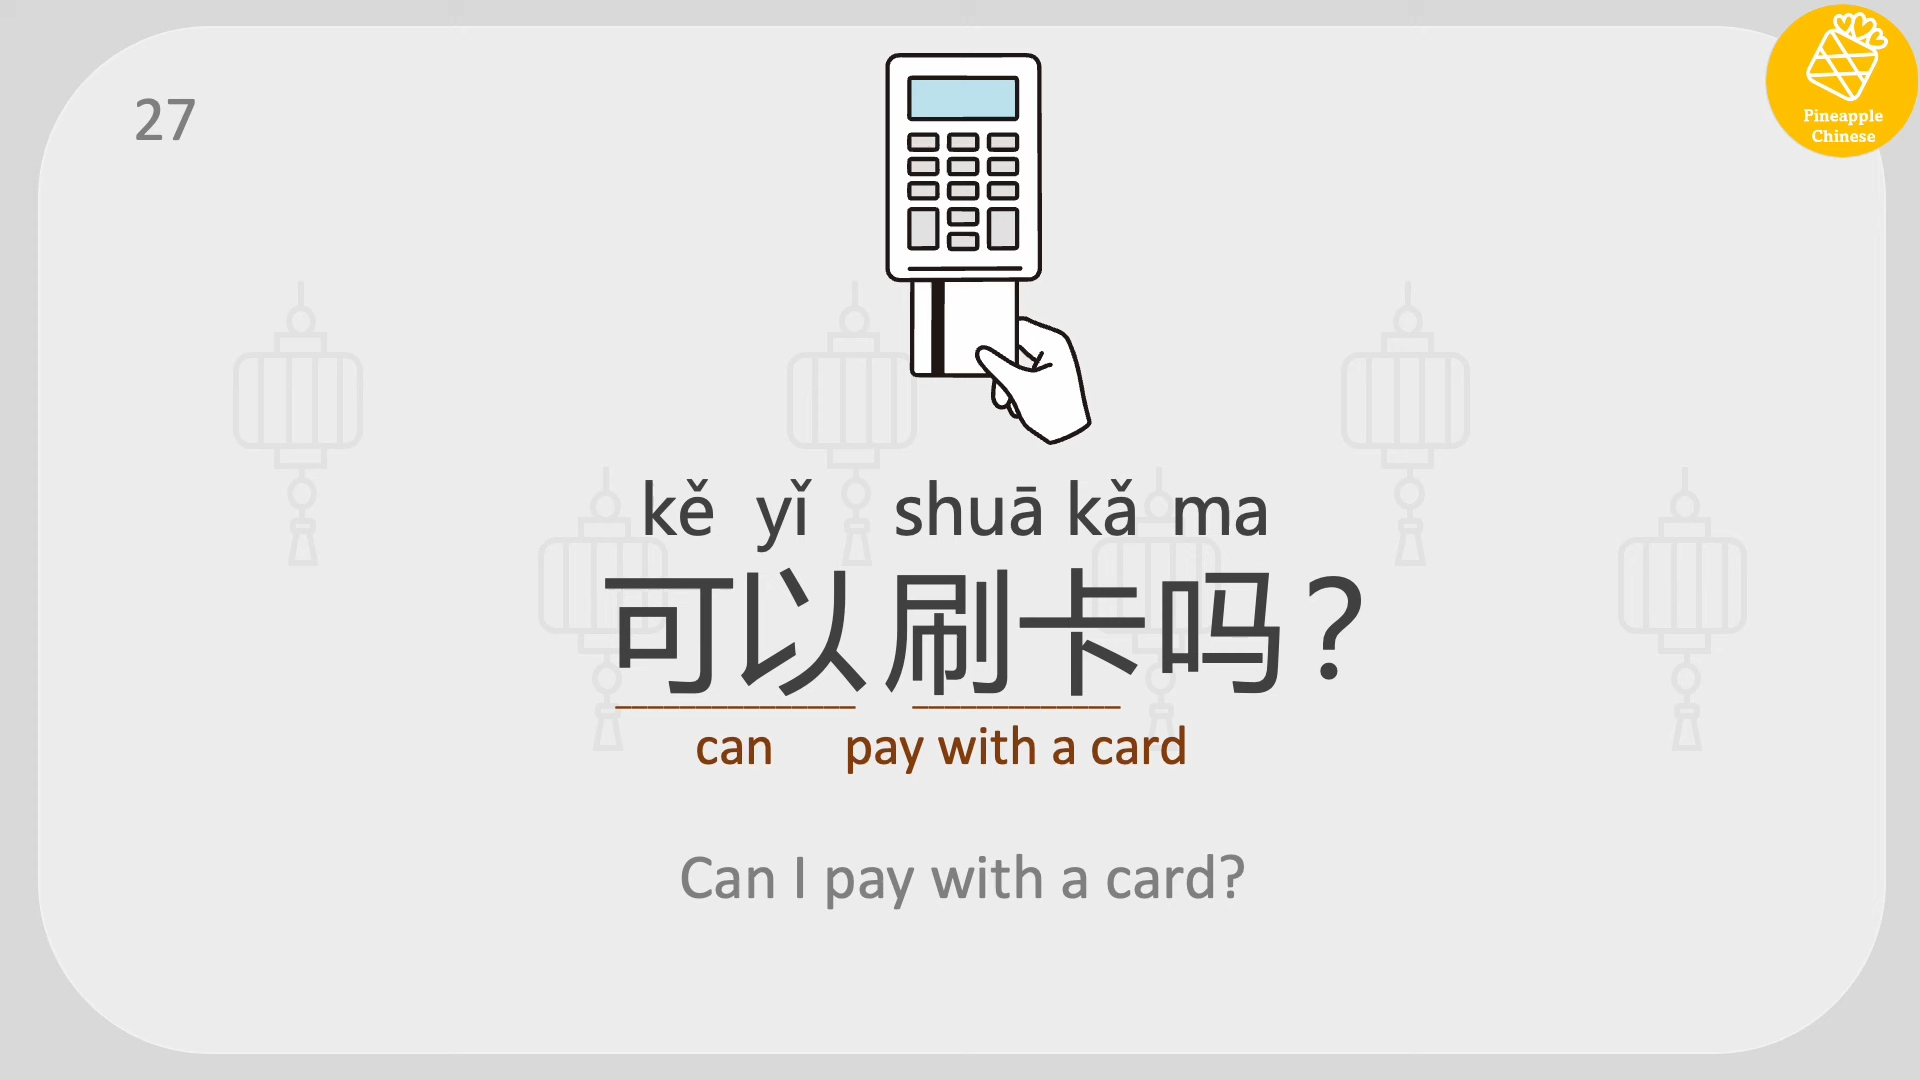 27
Pineapple
Chinese
kě yǐ shuā kǎ ma
可以刷卡吗？
can pay with a card
Can I pay with a card?